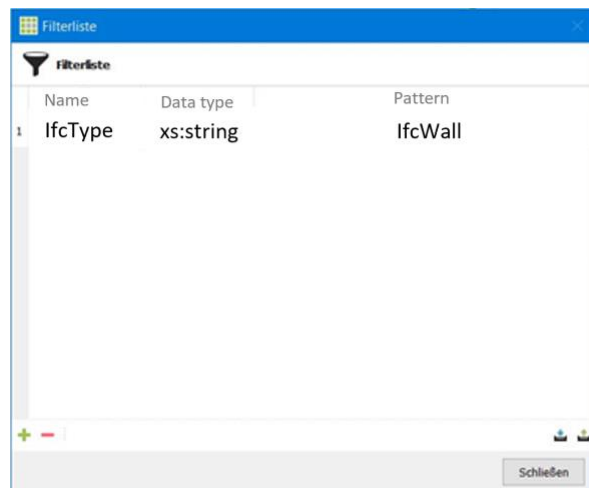 Filterliste
Filterliste
Name Data type Pattern
1 IfcType xs:string IfcWall
Schließen